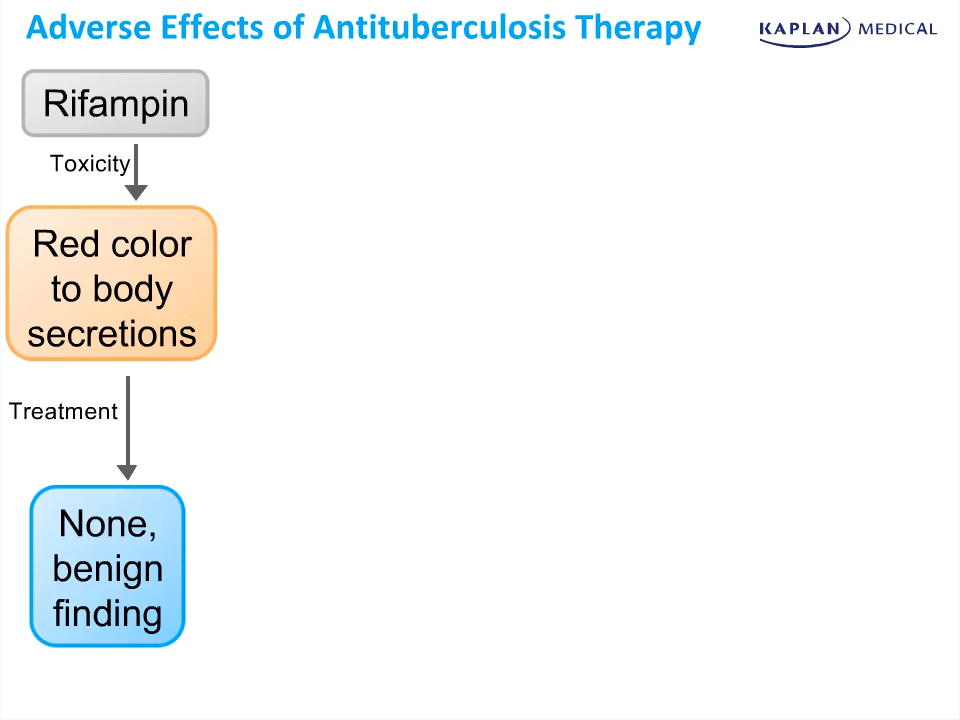 Adverse Effects of Antituberculosis Therapy
KAPLAN MEDICAL
Rifampin
Toxicity
Red color
to body
secretions
Treatment
None,
benign
finding